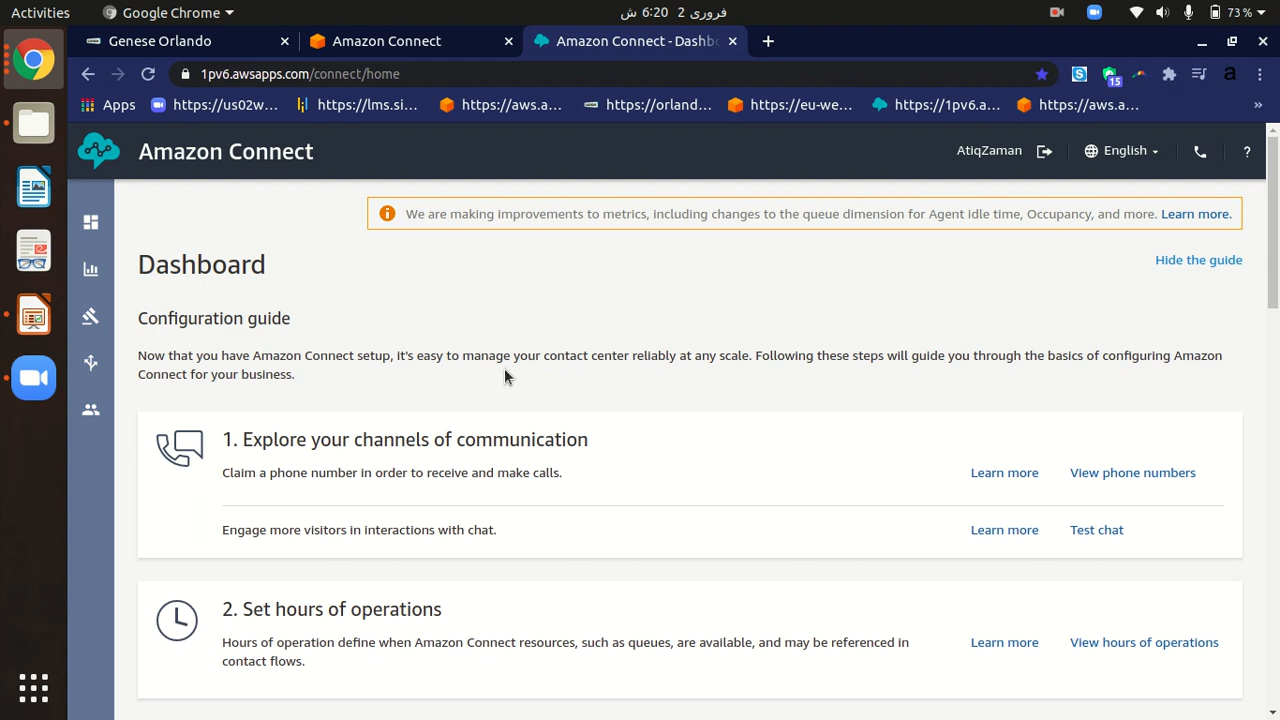 Activities
Google Chrome
فروری 2 6:20 ش
73 %
Genese Orlando
Amazon Connect
Amazon Connect - Dashb
1pv6.awsapps.com/connect/home
15
a
Apps
https://us02w...
https://lms.si...
https://aws.a...
https://orland...
https://eu-we...
https://1pv6.a...
https://aws.a...
»
Amazon Connect
AtiqZaman
English
?
We are making improvements to metrics, including changes to the queue dimension for Agent idle time, Occupancy, and more. Learn more.
Dashboard
Hide the guide
Configuration guide
Now that you have Amazon Connect setup, it's easy to manage your contact center reliably at any scale. Following these steps will guide you through the basics of configuring Amazon
Connect for your business.
1. Explore your channels of communication
Claim a phone number in order to receive and make calls.
Learn more
View phone numbers
Engage more visitors in interactions with chat.
Learn more
Test chat
2. Set hours of operations
Hours of operation define when Amazon Connect resources, such as queues, are available, and may be referenced in
contact flows.
Learn more
View hours of operations